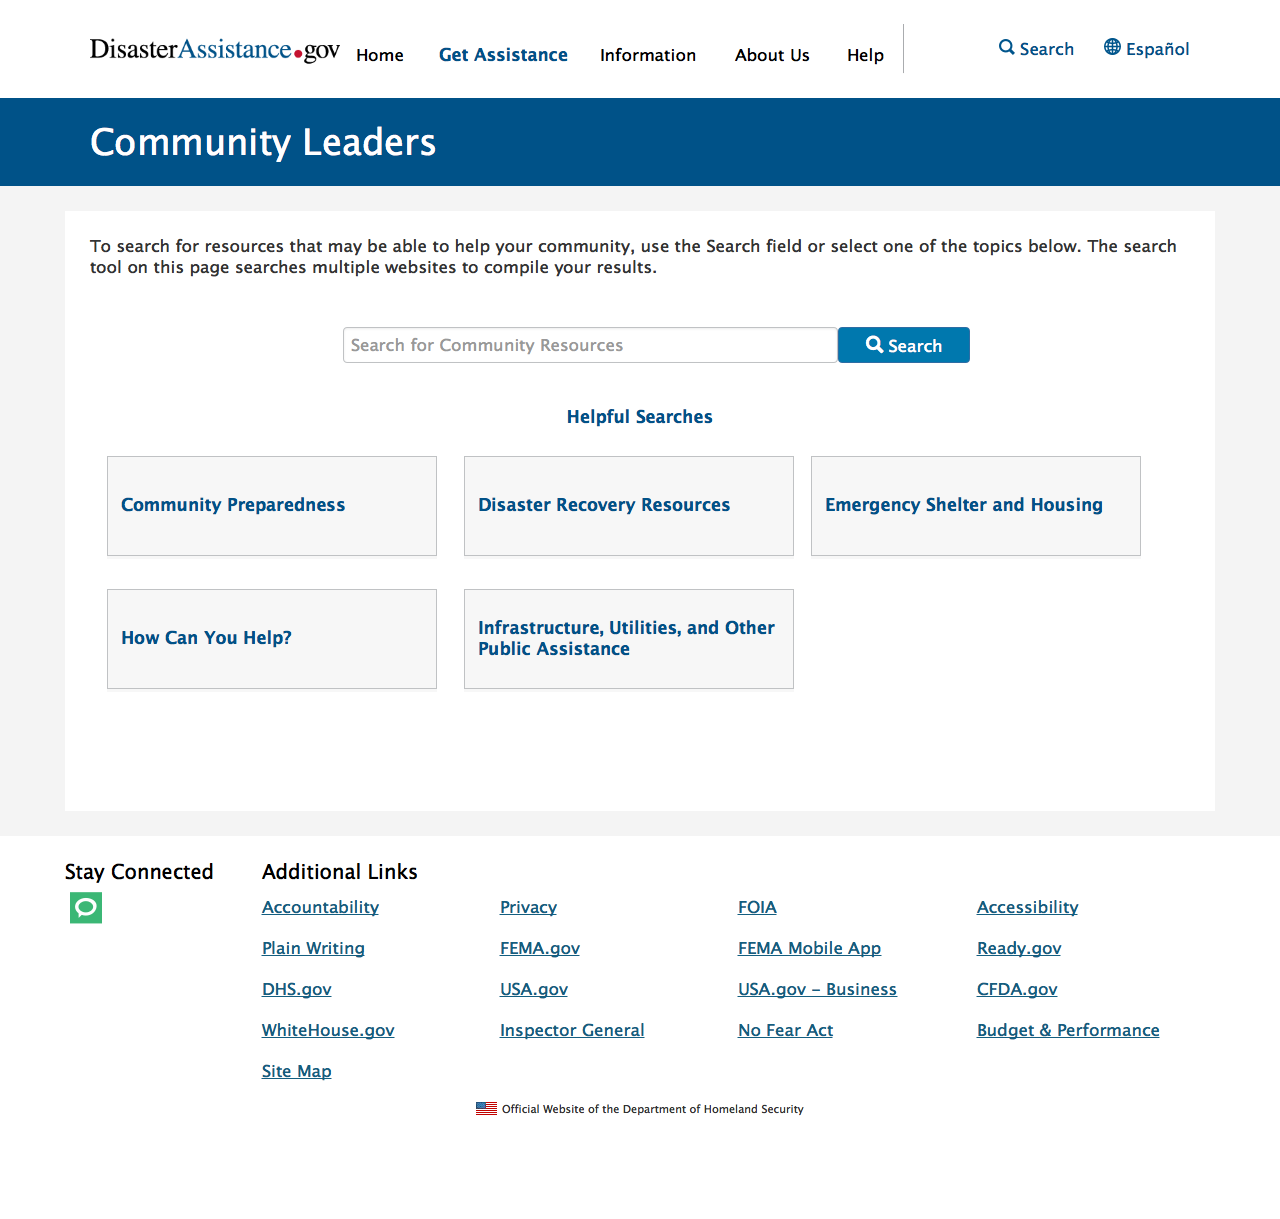 DisasterAssistance.gov Home Get Assistance Information About Us Help Search Español
Community Leaders
To search for resources that may be able to help your community, use the Search field or select one of the topics below. The search
tool on this page searches multiple websites to compile your results.
Search for Community Resources Search
Helpful Searches
Community Preparedness
Disaster Recovery Resources
Emergency Shelter and Housing
How Can You Help?
Infrastructure, Utilities, and Other
Public Assistance
Stay Connected
Additional Links
Accountability Privacy FOIA Accessibility
Plain Writing FEMA.gov FEMA Mobile App Ready.gov
DHS.gov USA.gov USA.gov – Business CFDA.gov
WhiteHouse.gov Inspector General No Fear Act Budget & Performance
Site Map
Official Website of the Department of Homeland Security